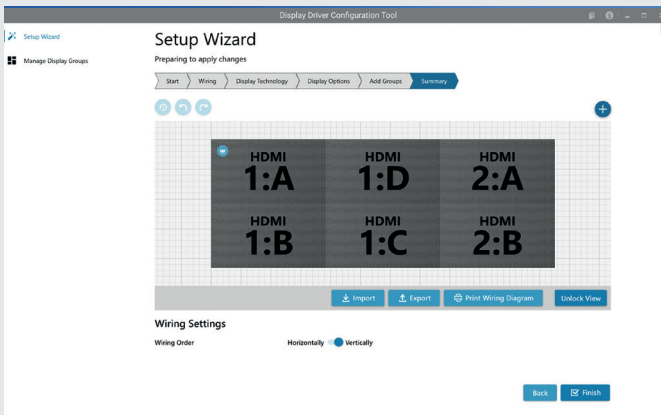 Display Driver Configuration Tool
Setup Wizard
Manage Display Groups
Setup Wizard
Preparing to apply changes
Start Wiring Display Technology Display Options Add Groups Summary
HDMI 1:A HDMI 1:D HDMI 2:A
HDMI 1:B HDMI 1:C HDMI 2:B
Import Export Print Wiring Diagram Unlock View
Wiring Settings
Wiring Order Horizontally Vertically
Back Finish